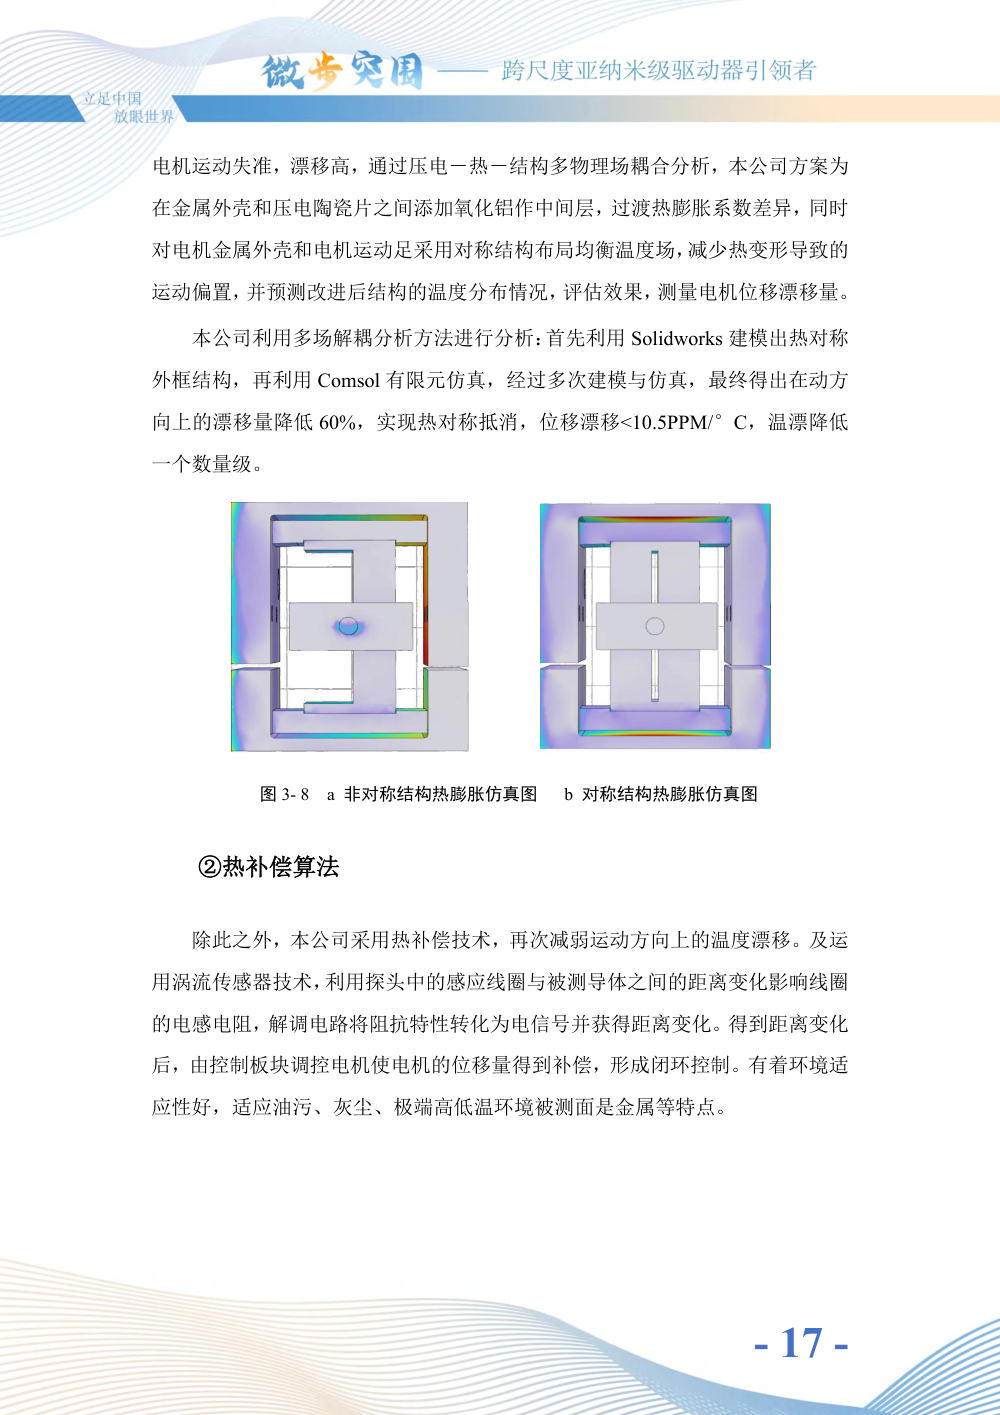 微步突围——跨尺度亚纳米级驱动器引领者
立足中国
放眼世界
电机运动失准，漂移高，通过压电－热－结构多物理场耦合分析，本公司方案为
在金属外壳和压电陶瓷片之间添加氧化铝作中间层，过渡热膨胀系数差异，同时
对电机金属外壳和电机运动足采用对称结构布局均衡温度场，减少热变形导致的
运动偏置，并预测改进后结构的温度分布情况，评估效果，测量电机位移漂移量。
本公司利用多场解耦分析方法进行分析：首先利用 Solidworks 建模出热对称
外框结构，再利用 Comsol 有限元仿真，经过多次建模与仿真，最终得出在动方
向上的漂移量降低 60%，实现热对称抵消，位移漂移<10.5PPM/° C，温漂降低
一个数量级。
图 3- 8 a 非对称结构热膨胀仿真图 b 对称结构热膨胀仿真图
②热补偿算法
除此之外，本公司采用热补偿技术，再次减弱运动方向上的温度漂移。及运
用涡流传感器技术，利用探头中的感应线圈与被测导体之间的距离变化影响线圈
的电感电阻，解调电路将阻抗特性转化为电信号并获得距离变化。得到距离变化
后，由控制板块调控电机使电机的位移量得到补偿，形成闭环控制。有着环境适
应性好，适应油污、灰尘、极端高低温环境被测面是金属等特点。
- 17 -